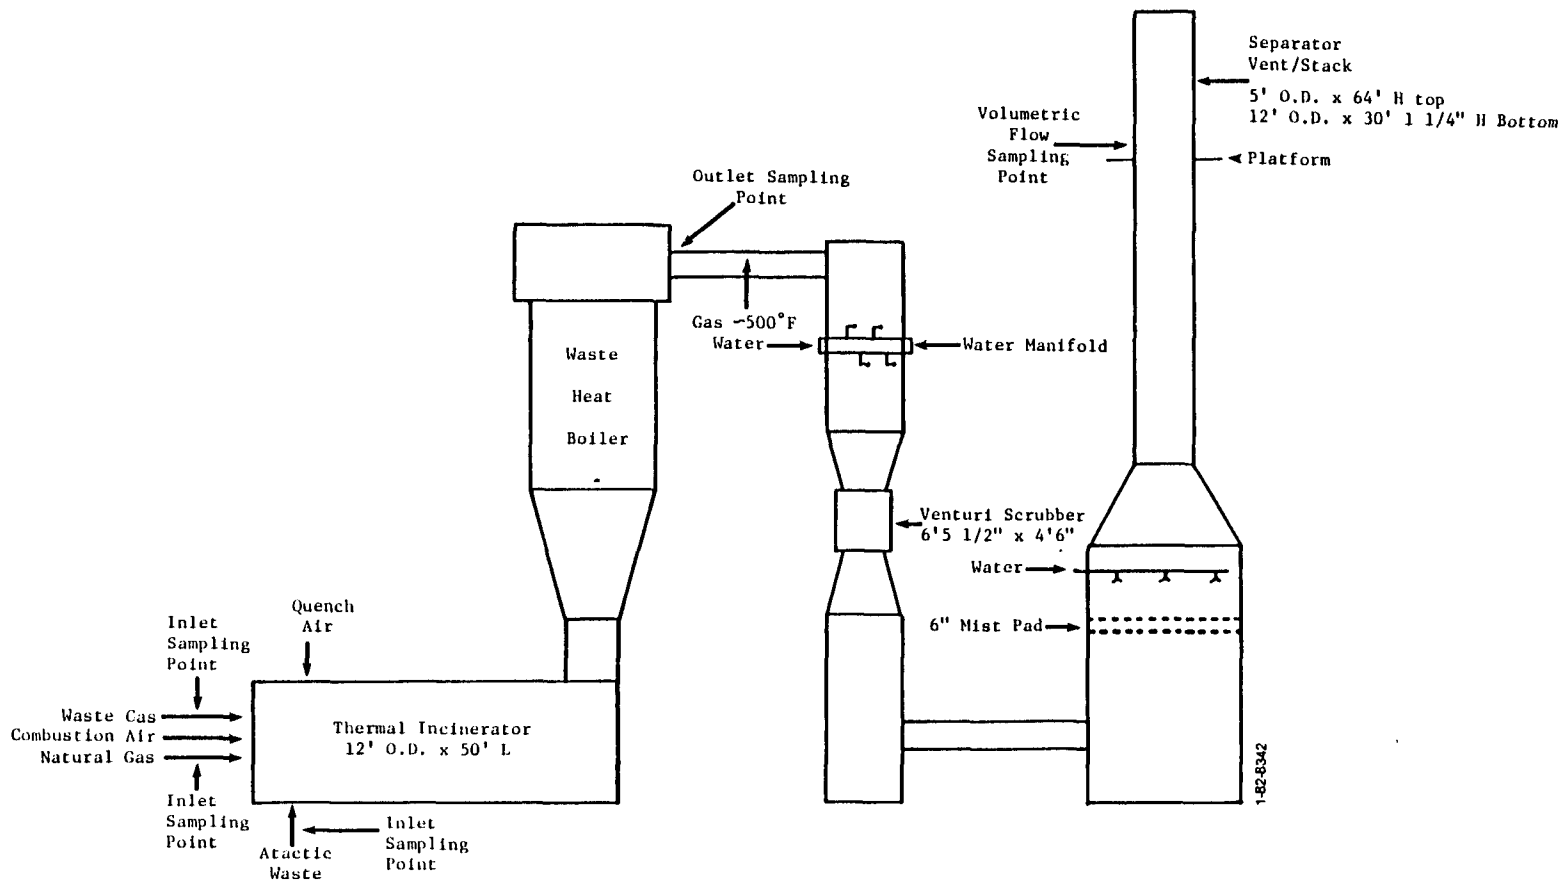 Separator
Vent/Stack
5' O.D. x 64' H top
12' O.D. x 30' 1 1/4" H Bottom
Volumetric
Flow
Sampling
Point
Platform
Outlet Sampling
Point
Gas ~500°F
Water
Water Manifold
Waste
Heat
Boiler
Venturi Scrubber
6'5 1/2" x 4'6"
Water
6" Mist Pad
Quench
Air
Inlet
Sampling
Point
Waste Cas
Combustion Air
Natural Gas
Thermal Incinerator
12' O.D. x 50' L
Inlet
Sampling
Point
Atactic
Waste
Inlet
Sampling
Point
1-82-8342